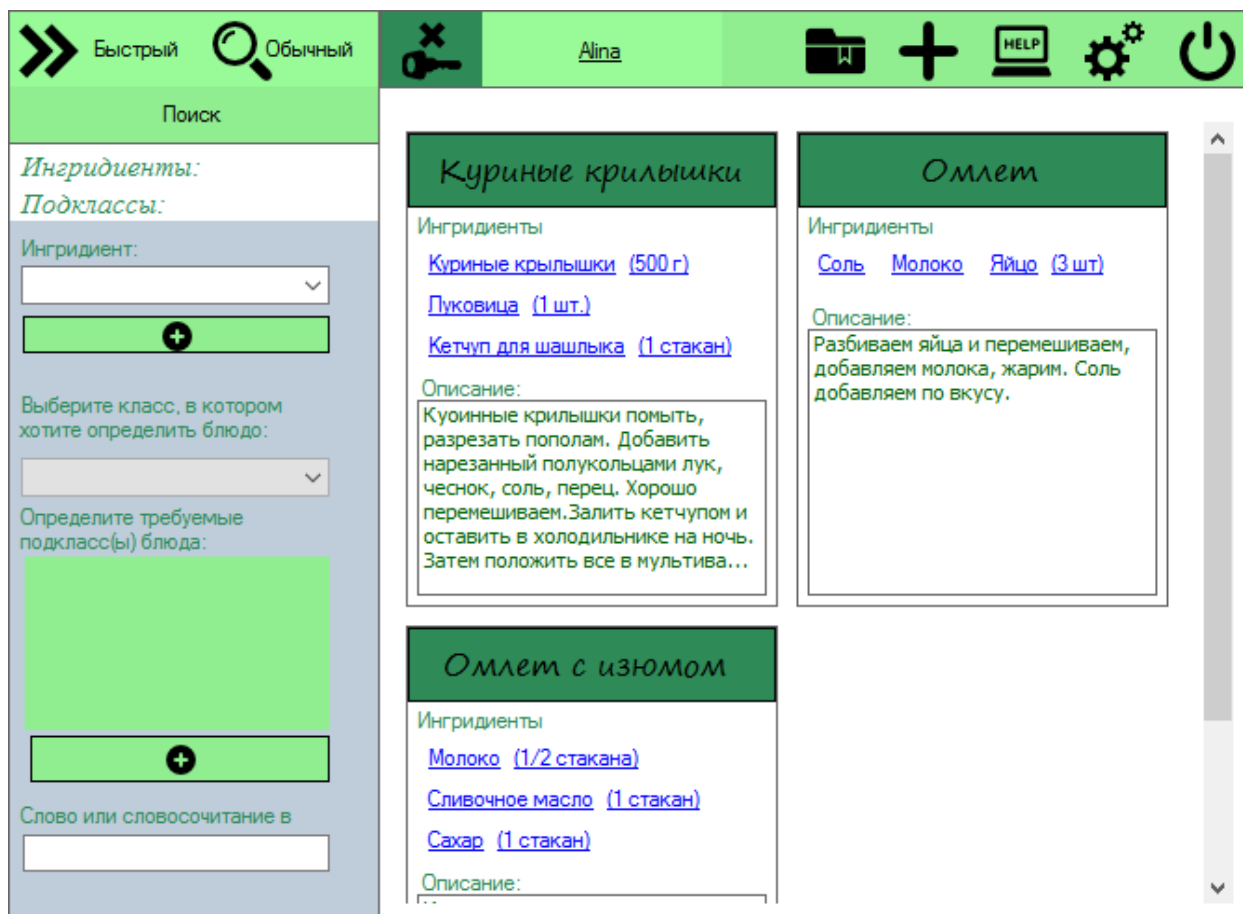 Быстрый
Обычный
Alina
HELP
Поиск
Ингридиенты:
Подклассы:
Ингридиент:
Выберите класс, в котором
хотите определить блюдо:
Определите требуемые
подкласс(ы) блюда:
Слово или словосочитание в
Куриные крилышки
Ингридиенты
Куриные крылышки (500 г)
Луковица (1 шт.)
Кетчуп для шашлыка (1 стакан)
Описание:
Куоинные крилышки помыть,
разрезать пополам. Добавить
нарезанный полукольцами лук,
чеснок, соль, перец. Хорошо
перемешиваем.Залить кетчупом и
оставить в холодильнике на ночь.
Затем положить все в мультива...
Омлет
Ингридиенты
Соль Молоко Яйцо (3 шт)
Описание:
Разбиваем яйца и перемешиваем,
добавляем молока, жарим. Соль
добавляем по вкусу.
Омлет с изюмом
Ингридиенты
Молоко (1/2 стакана)
Сливочное масло (1 стакан)
Сахар (1 стакан)
Описание: